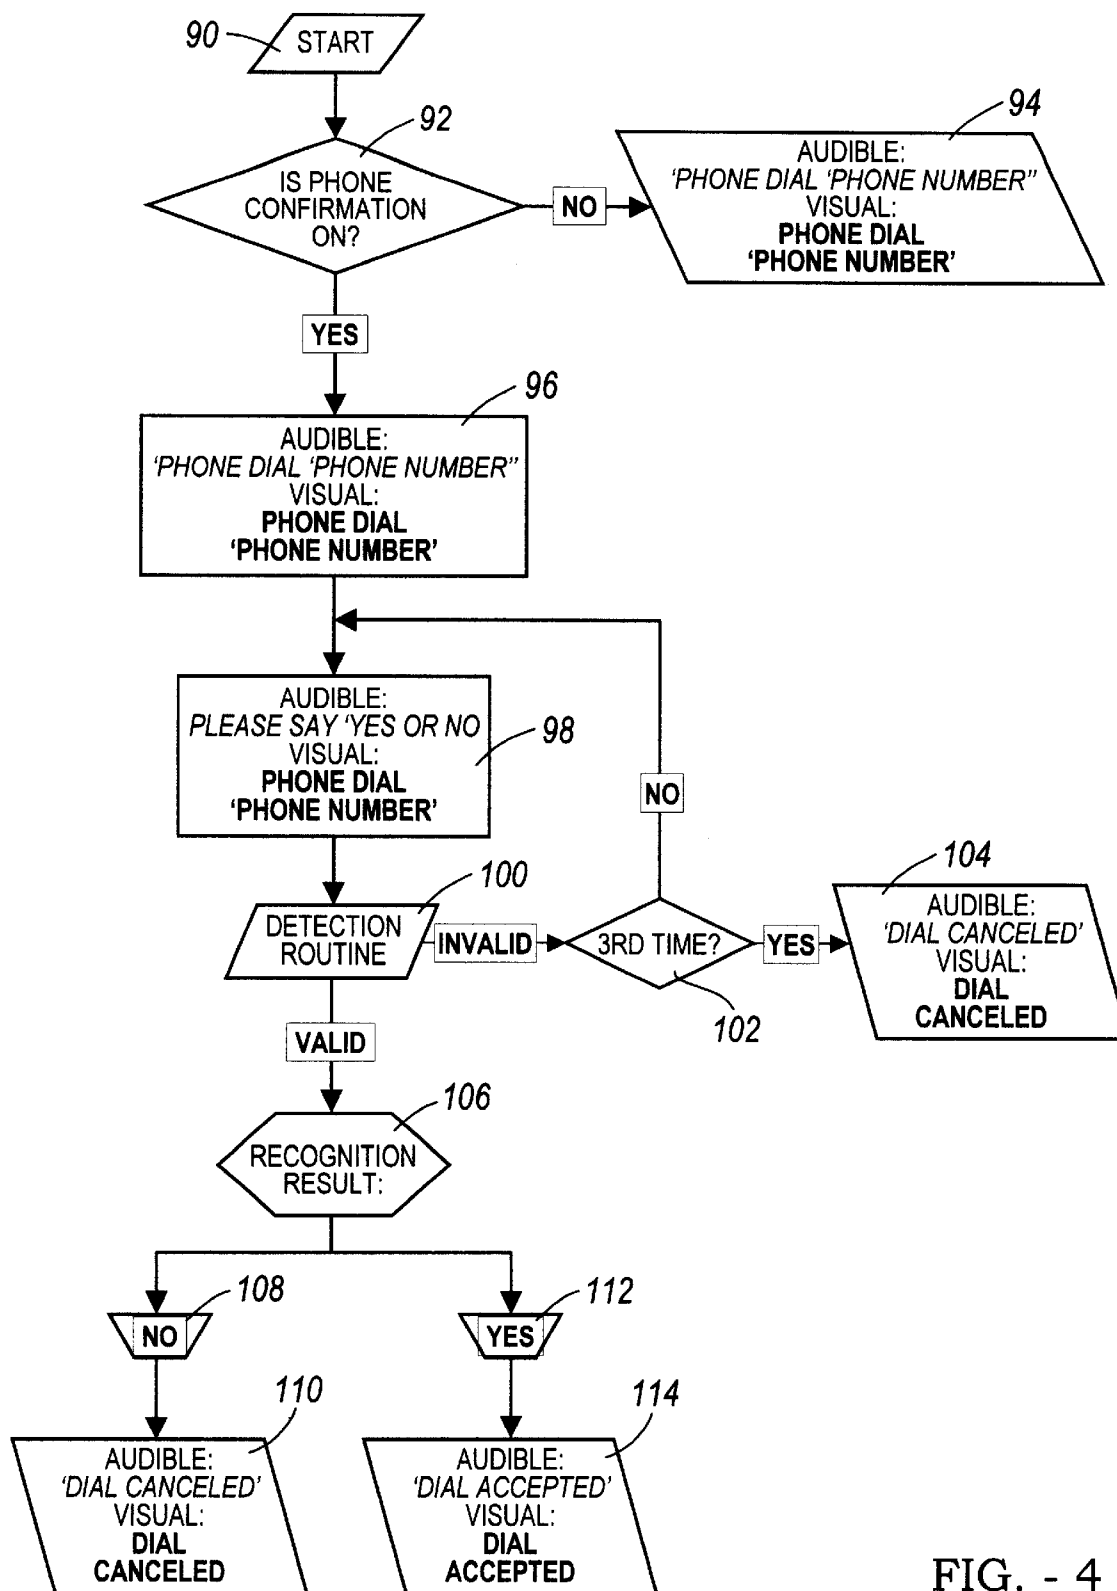 90
START
92
IS PHONE
CONFIRMATION
ON?
NO
94
AUDIBLE:
'PHONE DIAL 'PHONE NUMBER''
VISUAL:
PHONE DIAL
'PHONE NUMBER'
YES
96
AUDIBLE:
'PHONE DIAL 'PHONE NUMBER''
VISUAL:
PHONE DIAL
'PHONE NUMBER'
AUDIBLE:
PLEASE SAY 'YES OR NO
VISUAL:
PHONE DIAL
'PHONE NUMBER'
98
NO
100
DETECTION
ROUTINE
INVALID
3RD TIME?
102
YES
104
AUDIBLE:
'DIAL CANCELED'
VISUAL:
DIAL
CANCELED
VALID
106
RECOGNITION
RESULT:
108
NO
112
YES
110
AUDIBLE:
'DIAL CANCELED'
VISUAL:
DIAL
CANCELED
114
AUDIBLE:
'DIAL ACCEPTED'
VISUAL:
DIAL
ACCEPTED
FIG. - 4